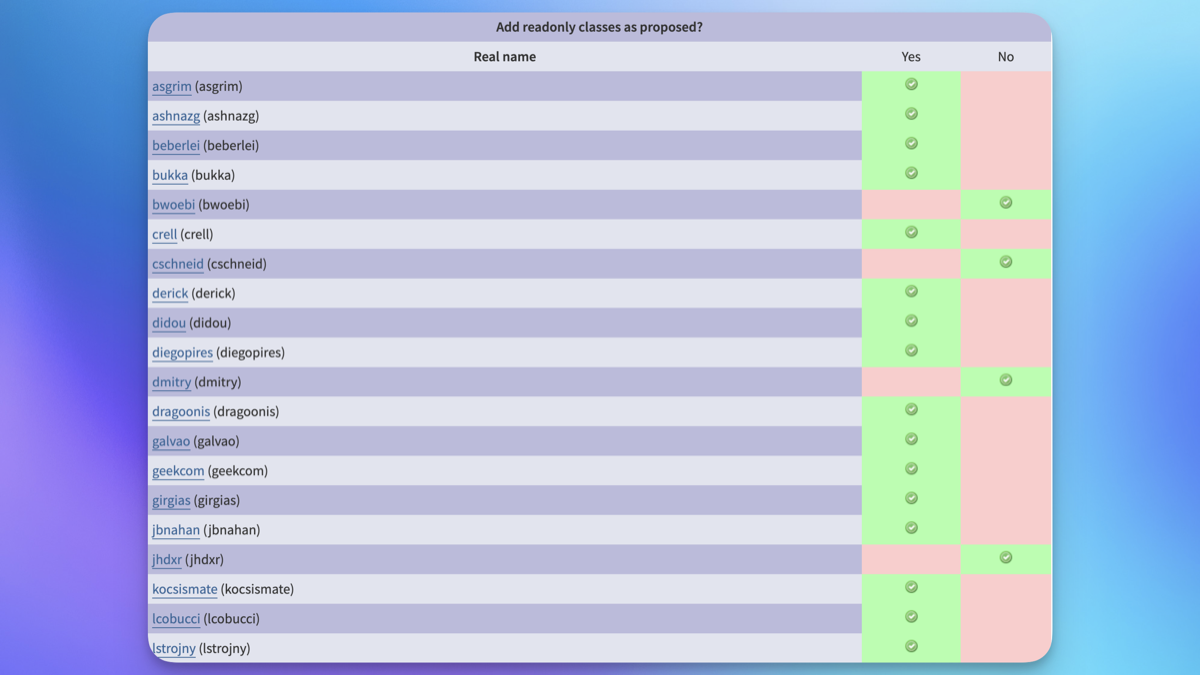 Add readonly classes as proposed?
Real name Yes No
asgrim (asgrim)
ashnazg (ashnazg)
beberlei (beberlei)
bukka (bukka)
bwoebi (bwoebi)
crell (crell)
cschneid (cschneid)
derick (derick)
didou (didou)
diegopires (diegopires)
dmitry (dmitry)
dragoonis (dragoonis)
galvao (galvao)
geekcom (geekcom)
girgias (girgias)
jbnahan (jbnahan)
jhdxr (jhdxr)
kocsismate (kocsismate)
lcobucci (lcobucci)
lstrojny (lstrojny)